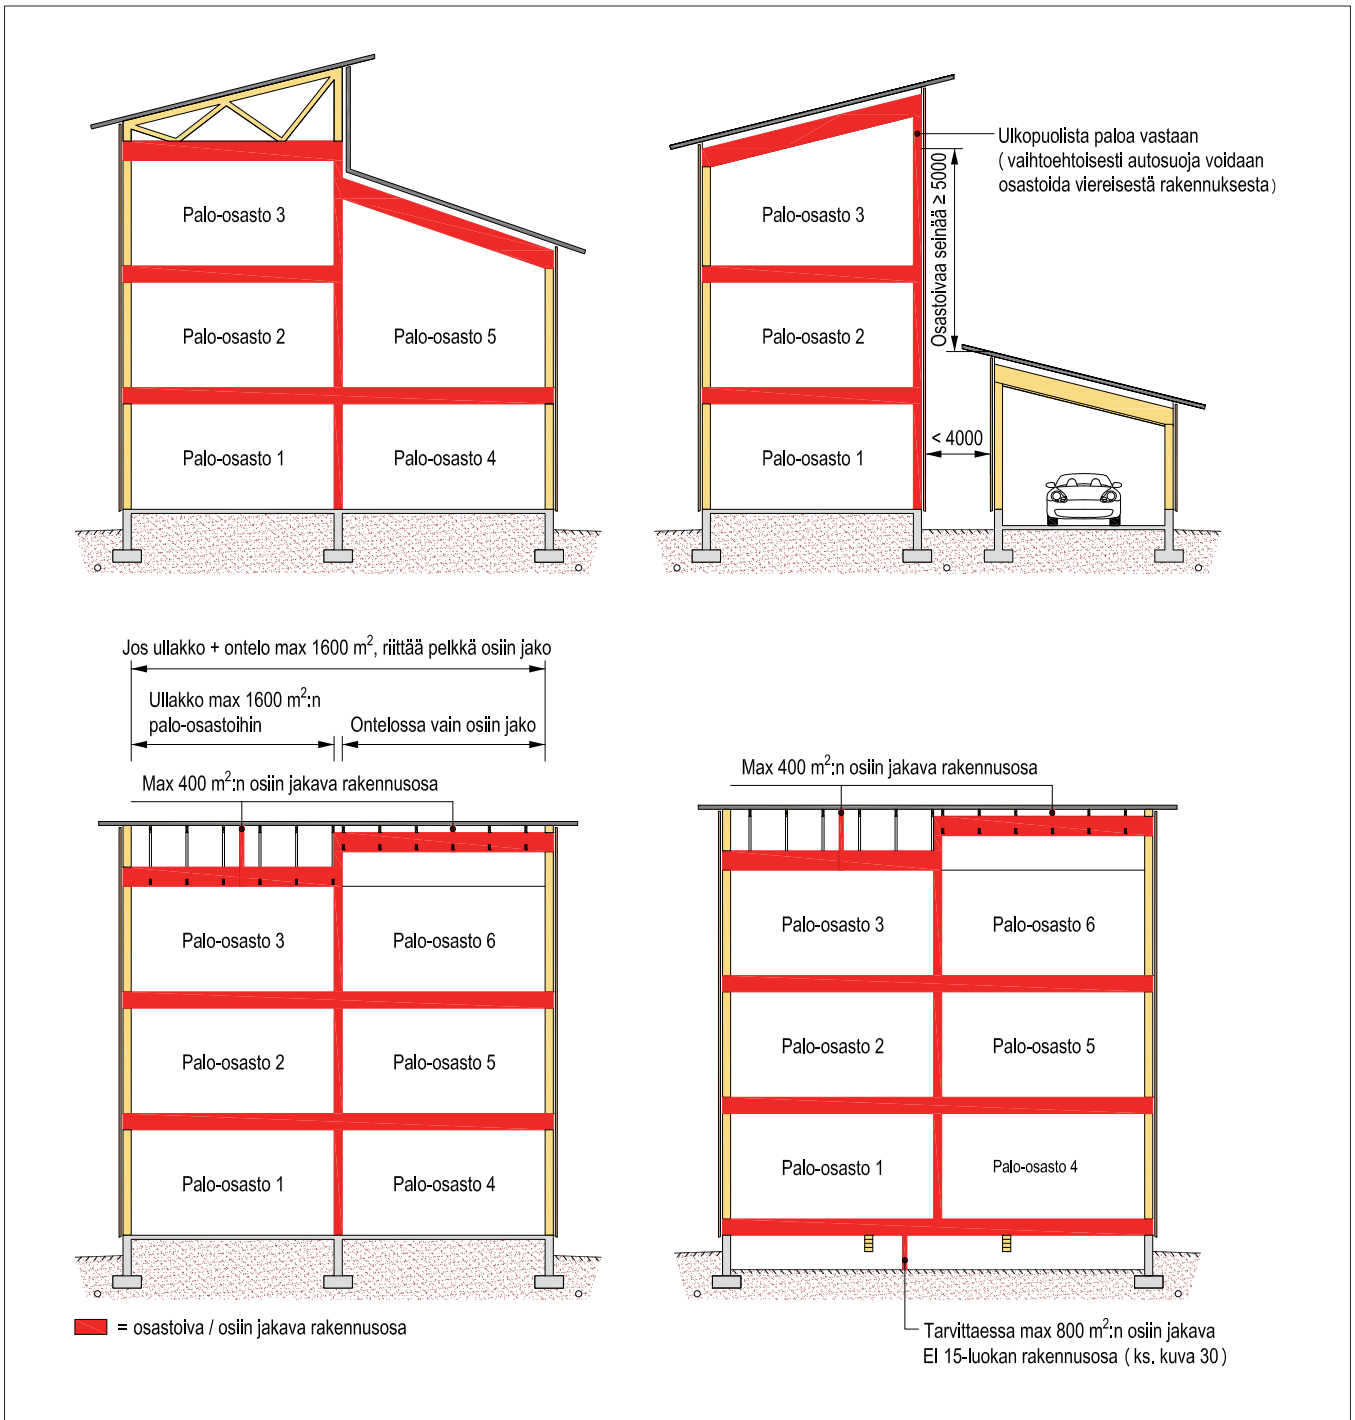 Palo-osasto 3
Palo-osasto 2
Palo-osasto 5
Palo-osasto 1
Palo-osasto 4
Palo-osasto 3
Palo-osasto 2
Palo-osasto 1
Osastoivaa seinää ≥ 5000
Ulkopuolista paloa vastaan
(vaihtoehtoisesti autosuoja voidaan
osastoida viereisestä rakennuksesta)
< 4000
Jos ullakko + ontelo max 1600 m², riittää pelkkä osiin jako
Ullakko max 1600 m²:n
palo-osastoihin
Ontelossa vain osiin jako
Max 400 m²:n osiin jakava rakennusosa
Palo-osasto 3
Palo-osasto 6
Palo-osasto 2
Palo-osasto 5
Palo-osasto 1
Palo-osasto 4
Max 400 m²:n osiin jakava rakennusosa
Palo-osasto 3
Palo-osasto 6
Palo-osasto 2
Palo-osasto 5
Palo-osasto 1
Palo-osasto 4
= osastoiva / osiin jakava rakennusosa
Tarvittaessa max 800 m²:n osiin jakava
EI 15-luokan rakennusosa (ks. kuva 30)